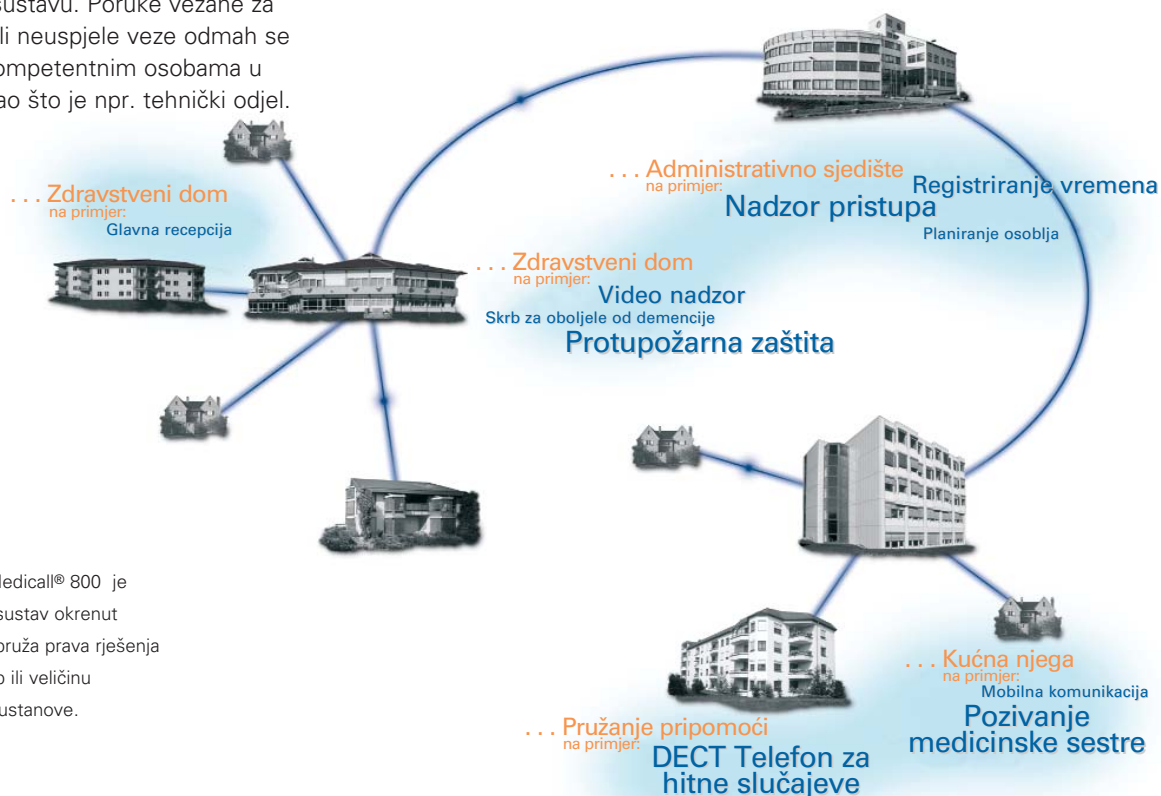 sustavu. Poruke vezane za
li neuspjele veze odmah se
ompetentnim osobama u
ao što je npr. tehnički odjel.
. . . Zdravstveni dom
na primjer:
Glavna recepcija
. . . Administrativno sjedište
na primjer:
Registriranje vremena
Nadzor pristupa
Planiranje osoblja
. . . Zdravstveni dom
na primjer:
Video nadzor
Skrb za oboljele od demencije
Protupožarna zaštita
edicall® 800 je
sustav okrenut
pruža prava rješenja
ili veličinu
ustanove.
. . . Kućna njega
na primjer:
Mobilna komunikacija
Pozivanje
medicinske sestre
. . . Pružanje pripomoći
na primjer:
DECT Telefon za
hitne slučajeve